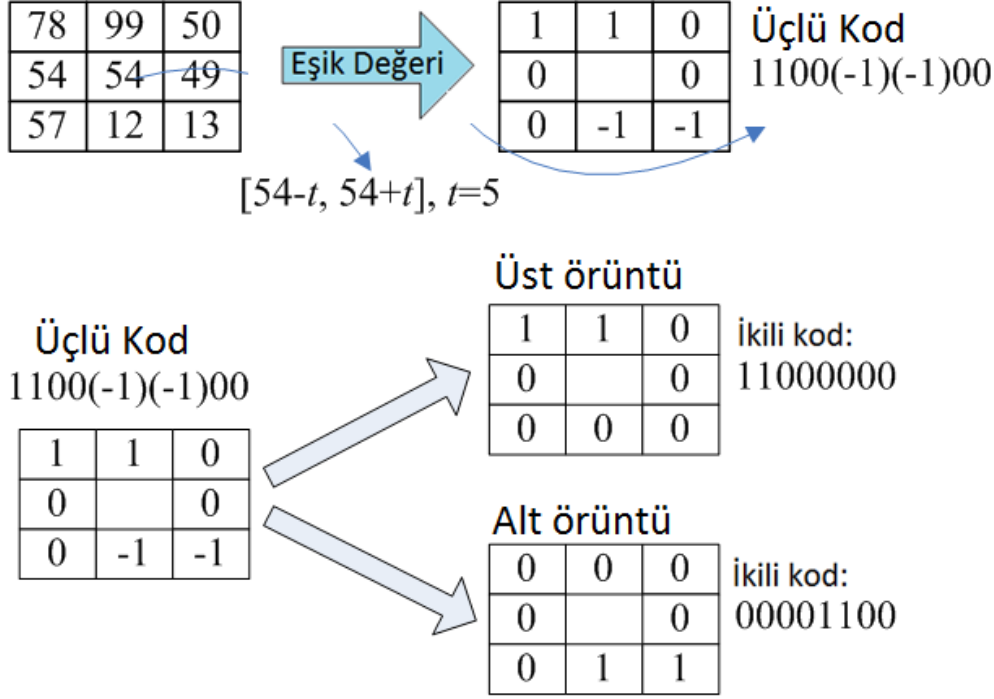 78 99 50
54 54 49
57 12 13
Eşik Değeri
[54-t, 54+t], t=5
1 1 0
0 0
0 -1 -1
Üçlü Kod
1100(-1)(-1)00
Üçlü Kod
1100(-1)(-1)00
1 1 0
0 0
0 -1 -1
Üst örüntü
1 1 0
0 0
0 0 0
İkili kod:
11000000
Alt örüntü
0 0 0
0 0
0 1 1
İkili kod:
00001100